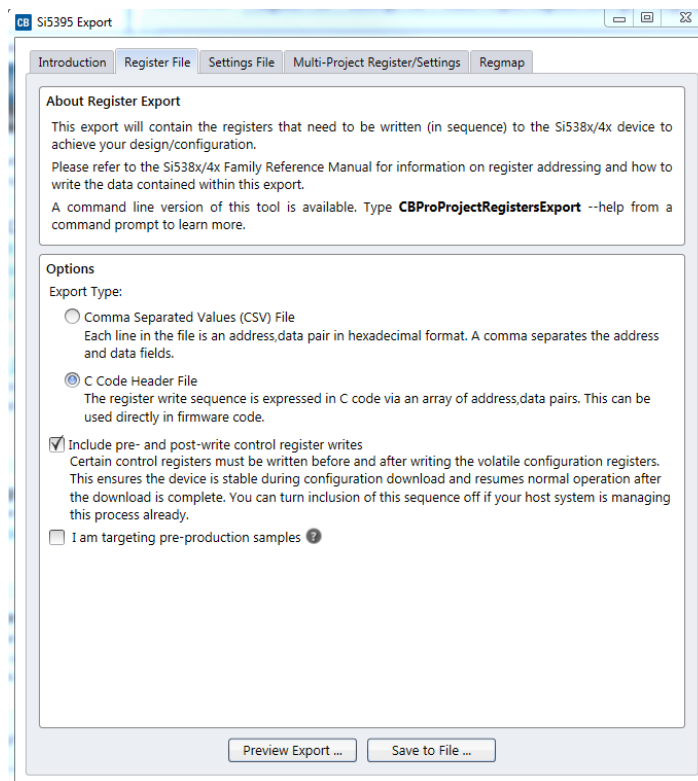 CB Si5395 Export
Introduction Register File Settings File Multi-Project Register/Settings Regmap
About Register Export
This export will contain the registers that need to be written (in sequence) to the Si538x/4x device to
achieve your design/configuration.
Please refer to the Si538x/4x Family Reference Manual for information on register addressing and how to
write the data contained within this export.
A command line version of this tool is available. Type CBProProjectRegistersExport --help from a
command prompt to learn more.
Options
Export Type:
Comma Separated Values (CSV) File
Each line in the file is an address,data pair in hexadecimal format. A comma separates the address
and data fields.
C Code Header File
The register write sequence is expressed in C code via an array of address,data pairs. This can be
used directly in firmware code.
Include pre- and post-write control register writes
Certain control registers must be written before and after writing the volatile configuration registers.
This ensures the device is stable during configuration download and resumes normal operation after
the download is complete. You can turn inclusion of this sequence off if your host system is managing
this process already.
I am targeting pre-production samples ?
Preview Export ... Save to File ...